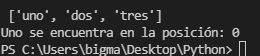 ['uno', 'dos', 'tres']
Uno se encuentra en la posición: 0
PS C:\Users\bigma\Desktop\Python>